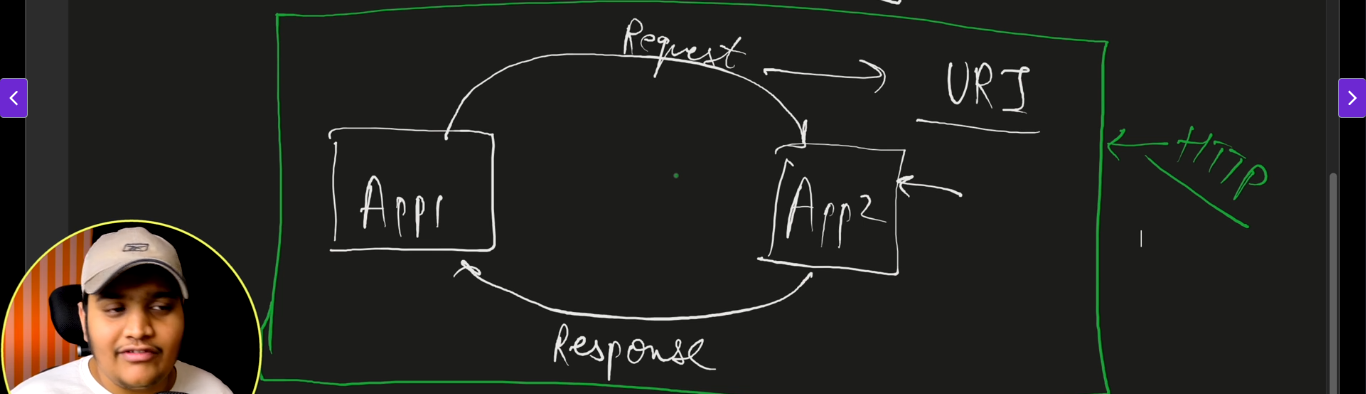 Request
URI
HTTP
App1
App2
Response